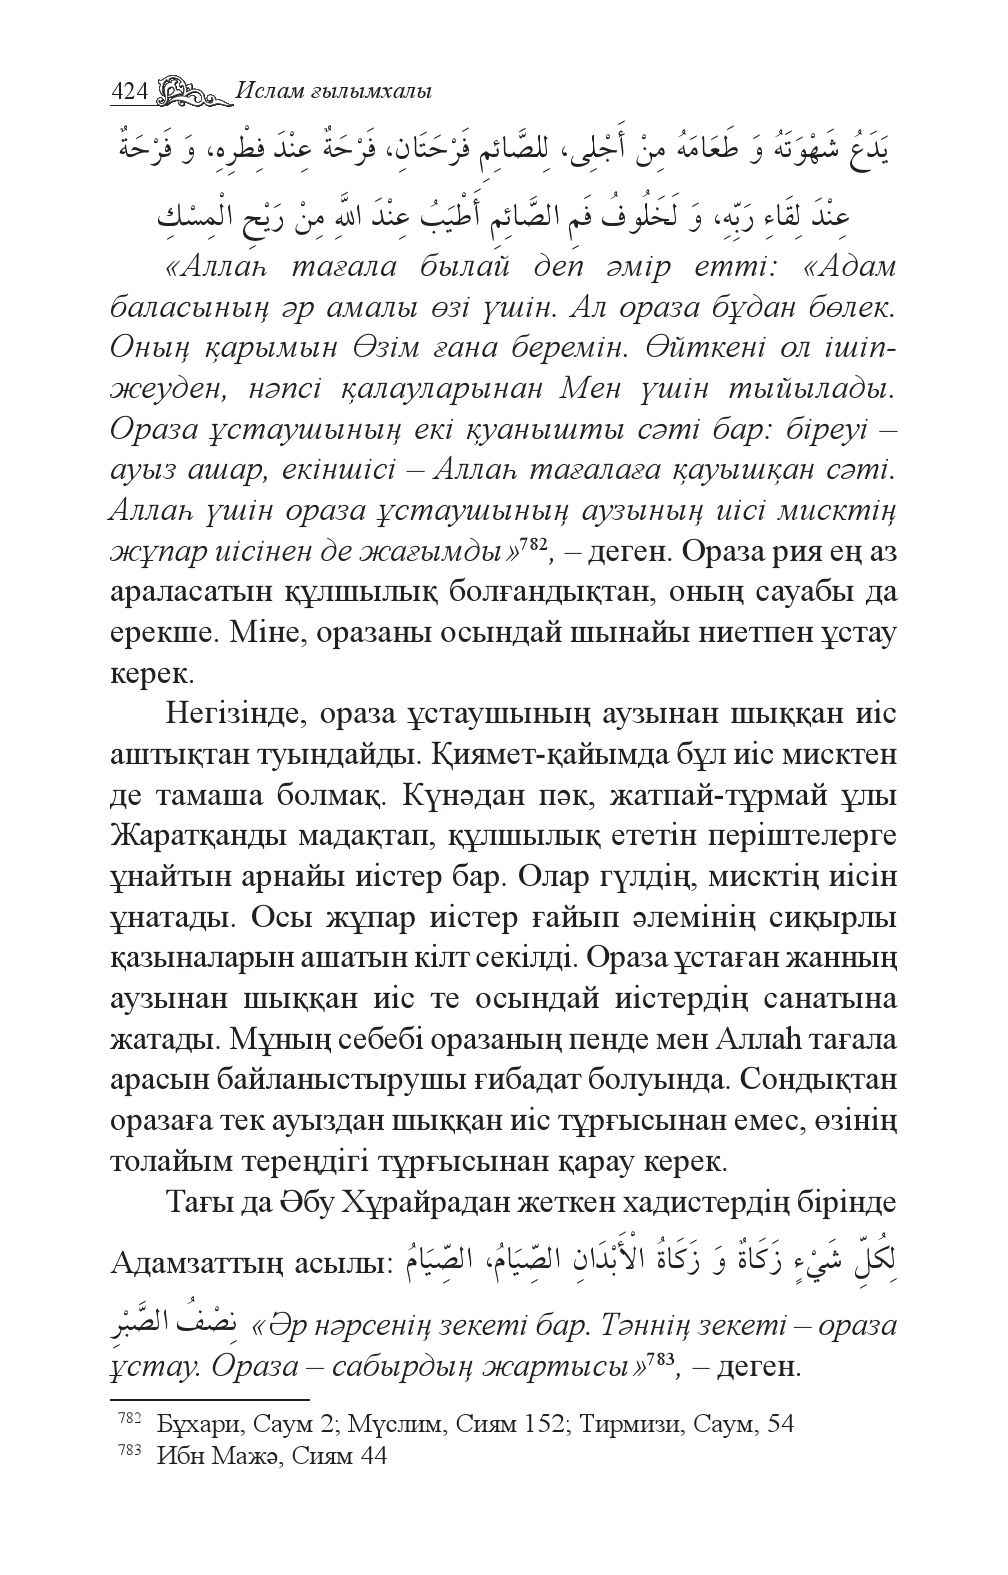 424 Ислам ғылымхалы
يَدَعُ شَهْوَتَهُ وَ طَعَامَهُ مِنْ أَجْلِى، لِلصَّائِمِ فَرْحَتَانِ، فَرْحَةٌ عِنْدَ فِطْرِهِ، وَ فَرْحَةٌ
عِنْدَ لِقَاءِ رَبِّهِ، وَ لَخَلُوفُ فَمِ الصَّائِمِ أَطْيَبُ عِنْدَ اللَّهِ مِنْ رَيْحِ الْمِسْكِ
«Аллаһ тағала былай деп әмір етті: «Адам
баласының әр амалы өзі үшін. Ал ораза бұдан бөлек.
Оның қарымын Өзім ғана беремін. Өйткені ол ішіп-
жеуден, нәпсі қалауларынан Мен үшін тыйылады.
Ораза ұстаушының екі қуанышты сәті бар: біреуі –
ауыз ашар, екіншісі – Аллаһ тағалаға қауышқан сәті.
Аллаһ үшін ораза ұстаушының аузының иісі мисктің
жұпар иісінен де жағымды»782, – деген. Ораза рия ең аз
араласатын құлшылық болғандықтан, оның сауабы да
ерекше. Міне, оразаны осындай шынайы ниетпен ұстау
керек.
Негізінде, ораза ұстаушының аузынан шыққан иіс
аштықтан туындайды. Қиямет-қайымда бұл иіс мисктен
де тамаша болмақ. Күнәдан пәк, жатпай-тұрмай ұлы
Жаратқанды мадақтап, құлшылық ететін періштелерге
ұнайтын арнайы иістер бар. Олар гүлдің, мисктің иісін
ұнатады. Осы жұпар иістер ғайып әлемінің сиқырлы
қазыналарын ашатын кілт секілді. Ораза ұстаған жанның
аузынан шыққан иіс те осындай иістердің санатына
жатады. Мұның себебі оразаның пенде мен Аллаһ тағала
арасын байланыстырушы ғибадат болуында. Сондықтан
оразаға тек ауыздан шыққан иіс тұрғысынан емес, өзінің
толайым тереңдігі тұрғысынан қарау керек.
Тағы да Әбу Хұрайрадан жеткен хадистердің бірінде
Адамзаттың асылы: لِكُلِّ شَيْءٍ زَكَاةٌ وَ زَكَاةُ الْأَبْدَانِ الصِّيَامُ، الصِّيَامُ
نِصْفُ الصَّبْرِ «Әр нәрсенің зекеті бар. Тәннің зекеті – ораза
ұстау. Ораза – сабырдың жартысы»783, – деген.
782 Бұхари, Саум 2; Мүслим, Сиям 152; Тирмизи, Саум, 54
783 Ибн Мажә, Сиям 44